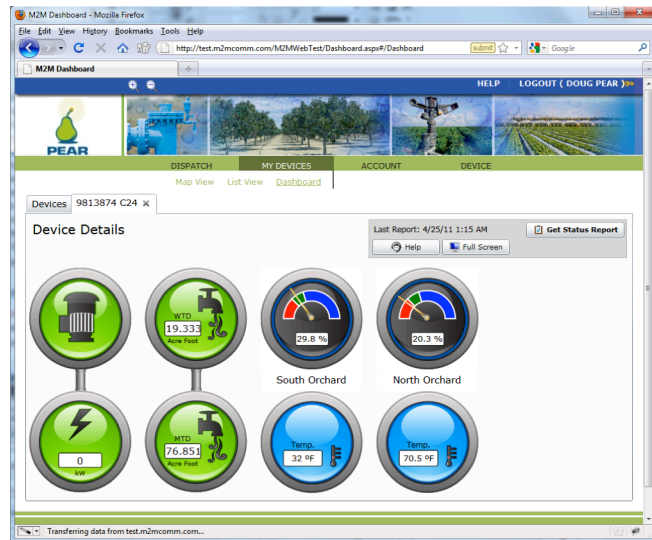 M2M Dashboard - Mozilla Firefox
File Edit View History Bookmarks Tools Help
http://test.m2mcomm.com/M2MWebTest/Dashboard.aspx#/Dashboard submit Google
M2M Dashboard
HELP LOGOUT ( DOUG PEAR )
PEAR
DISPATCH MY DEVICES ACCOUNT DEVICE
Map View List View Dashboard
Devices 9813874 C24
Device Details
Last Report: 4/25/11 1:15 AM Get Status Report
Help Full Screen
WTD
19.333
Acre Foot
29.8 %
20.3 %
South Orchard North Orchard
0
kW
MTD
76.851
Acre Foot
Temp.
32 ºF
Temp.
70.5 ºF
Transferring data from test.m2mcomm.com...